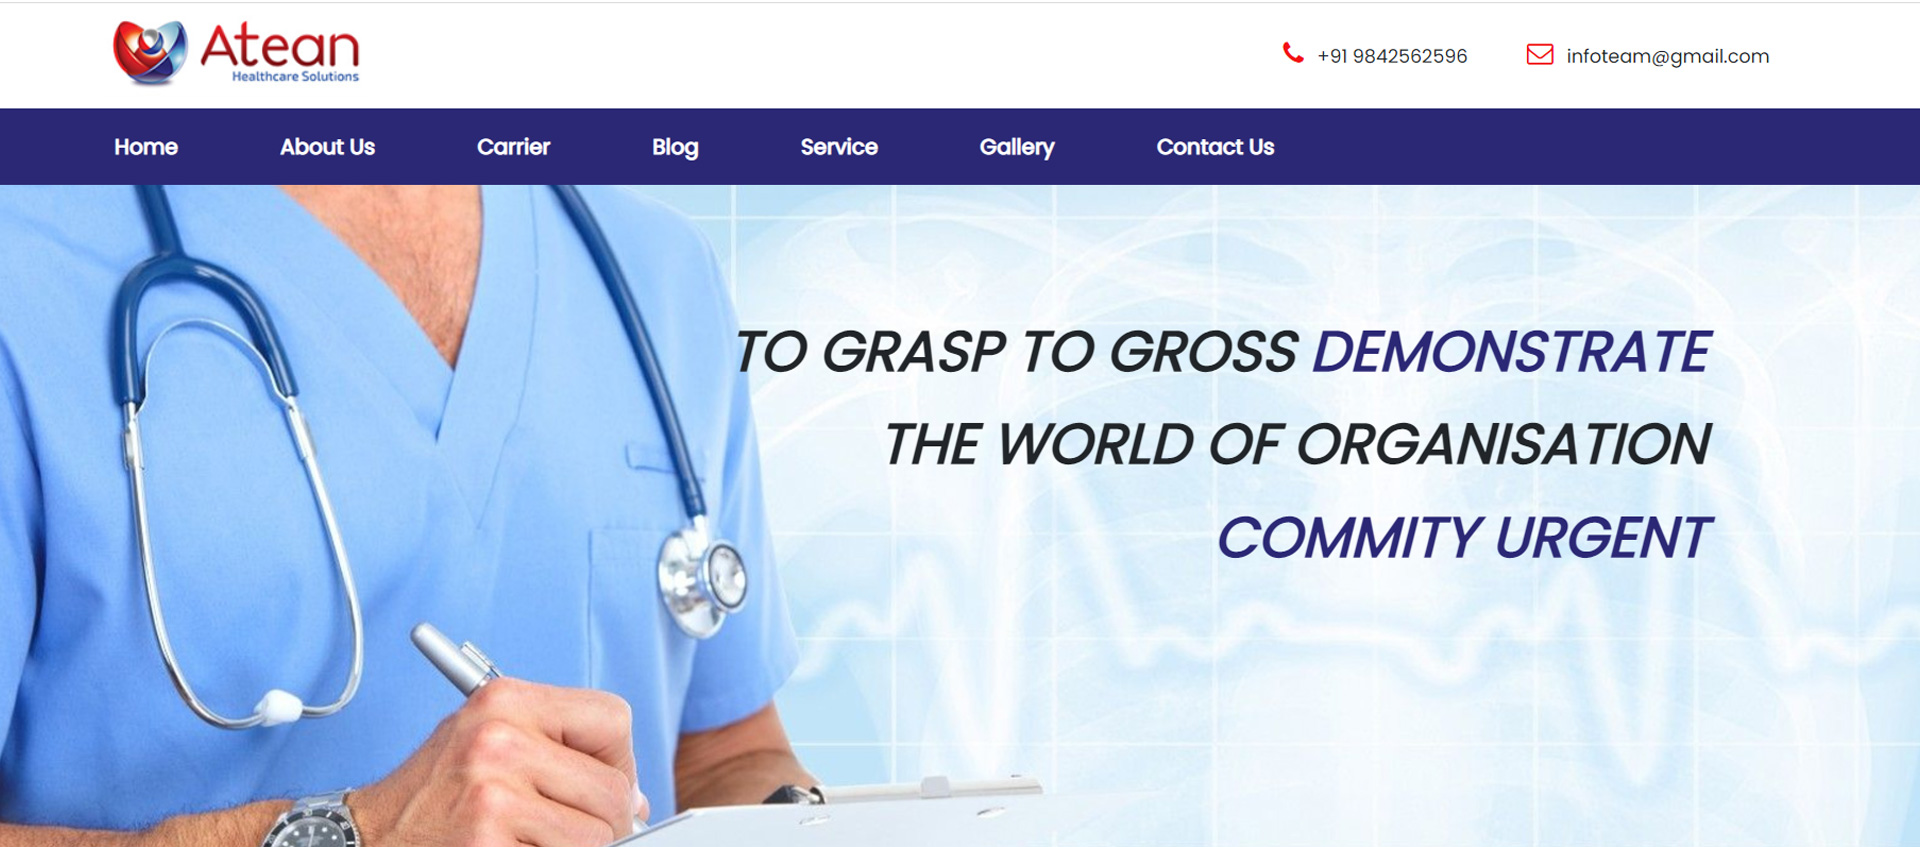 Atean
Healthcare Solutions
+91 9842562596
infoteam@gmail.com
Home
About Us
Carrier
Blog
Service
Gallery
Contact Us
TO GRASP TO GROSS DEMONSTRATE
THE WORLD OF ORGANISATION
COMMITY URGENT